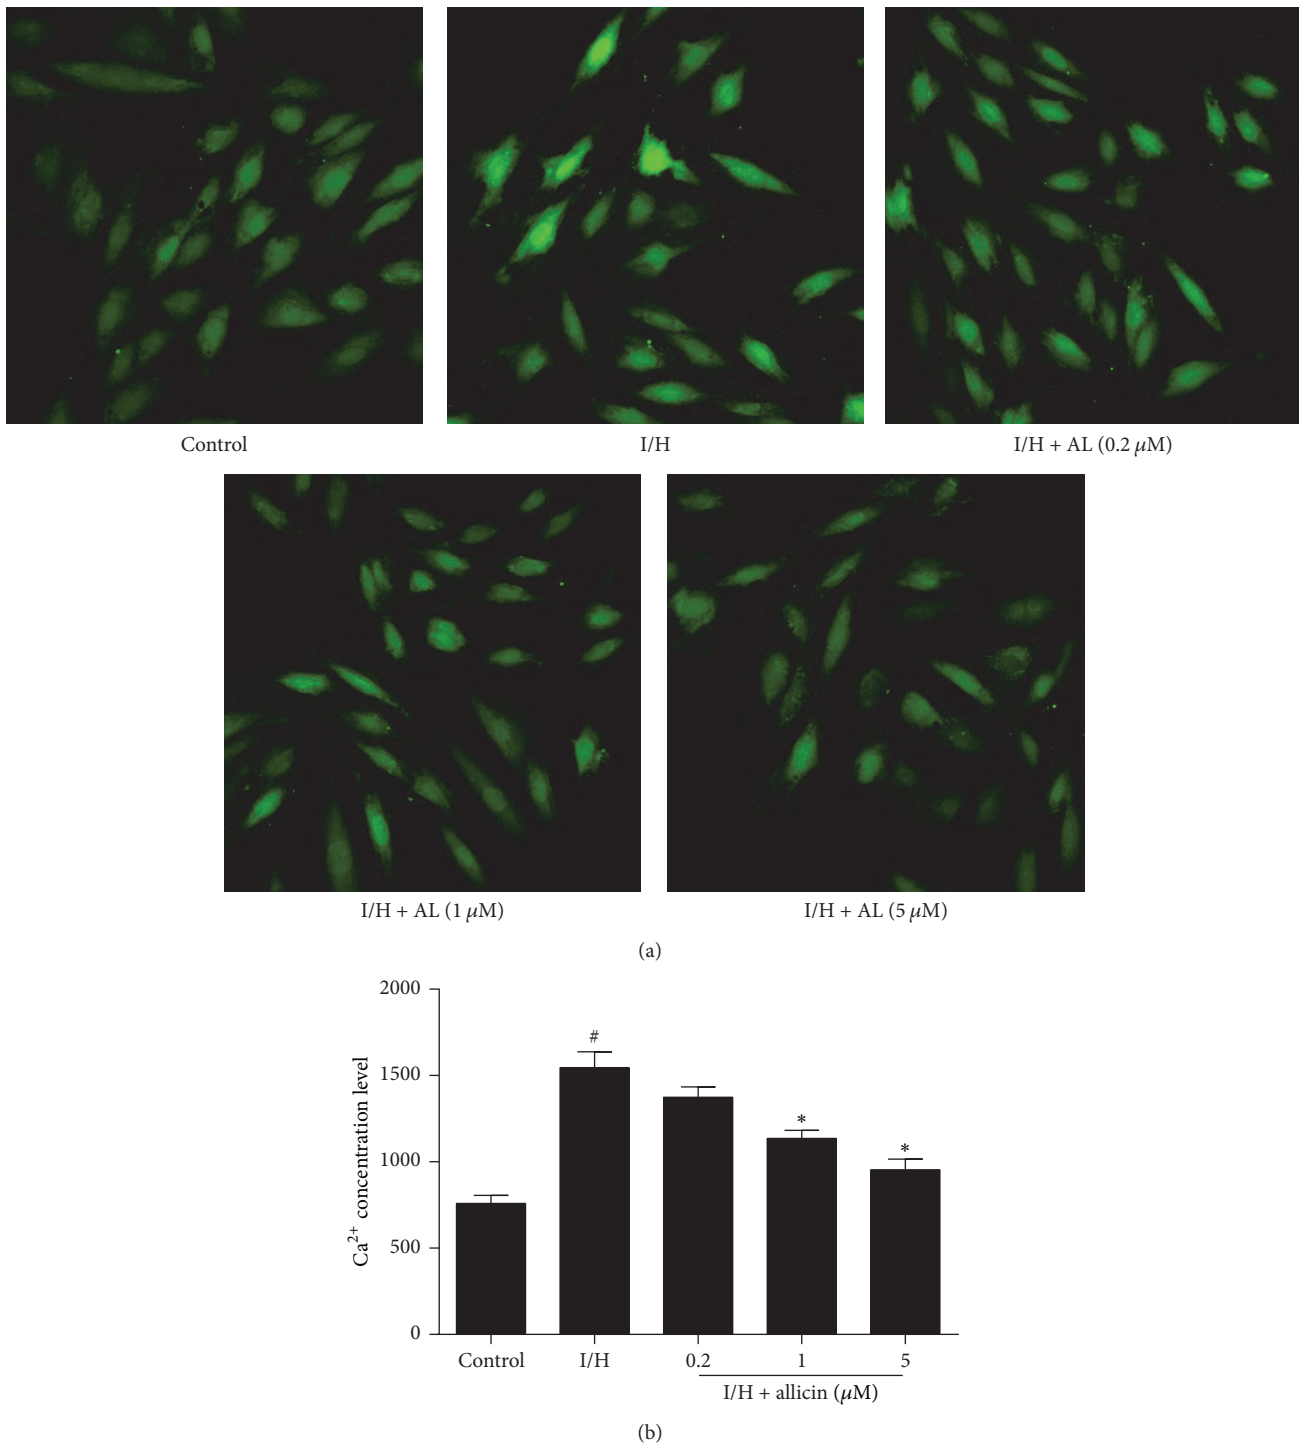 Control
I/H
I/H + AL (0.2 μM)
I/H + AL (1 μM)
I/H + AL (5 μM)
(a)
2000
1500
1000
500
0
Ca²⁺ concentration level
#
*
*
Control
I/H
0.2
1
5
I/H + allicin (μM)
(b)